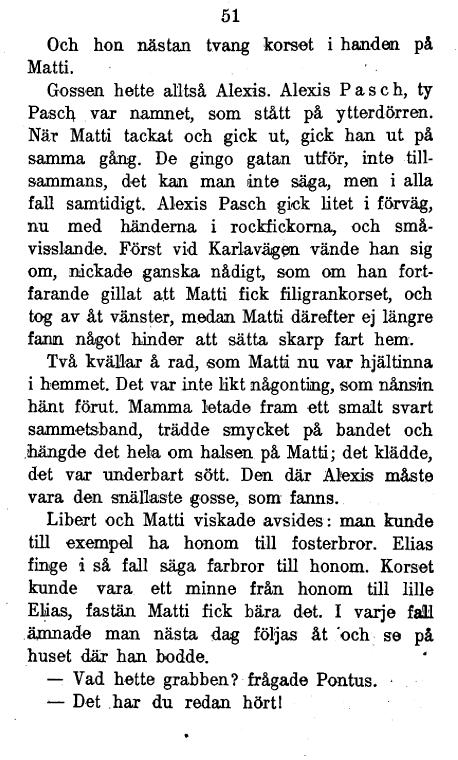 51
Och hon nästan tvang korset i handen på
Matti.
Gossen hette alltså Alexis. Alexis Pasch, ty
Pasch var namnet, som stått på ytterdörren.
När Matti tackat och gick ut, gick han ut på
samma gång. De gingo gatan utför, inte till-
sammans, det kan man inte säga, men i alla
fall samtidigt. Alexis Pasch gick litet i förväg,
nu med händerna i rockfickorna, och små-
visslande. Först vid Karlavägen vände han sig
om, nickade ganska nådigt, som om han fort-
farande gillat att Matti fick filigrankorset, och
tog av åt vänster, medan Matti därefter ej längre
fann något hinder att sätta skarp fart hem.
Två kvällar å rad, som Matti nu var hjältinna
i hemmet. Det var inte likt någonting, som nånsin
hänt förut. Mamma letade fram ett smalt svart
sammetsband, trädde smycket på bandet och
hängde det hela om halsen på Matti; det klädde,
det var underbart sött. Den där Alexis måste
vara den snällaste gosse, som fanns.
Libert och Matti viskade avsides: man kunde
till exempel ha honom till fosterbror. Elias
finge i så fall säga farbror till honom. Korset
kunde vara ett minne från honom till lille
Elias, fastän Matti fick bära det. I varje fall
ämnade man nästa dag följas åt och se på
huset där han bodde.
— Vad hette grabben? frågade Pontus.
— Det har du redan hört!